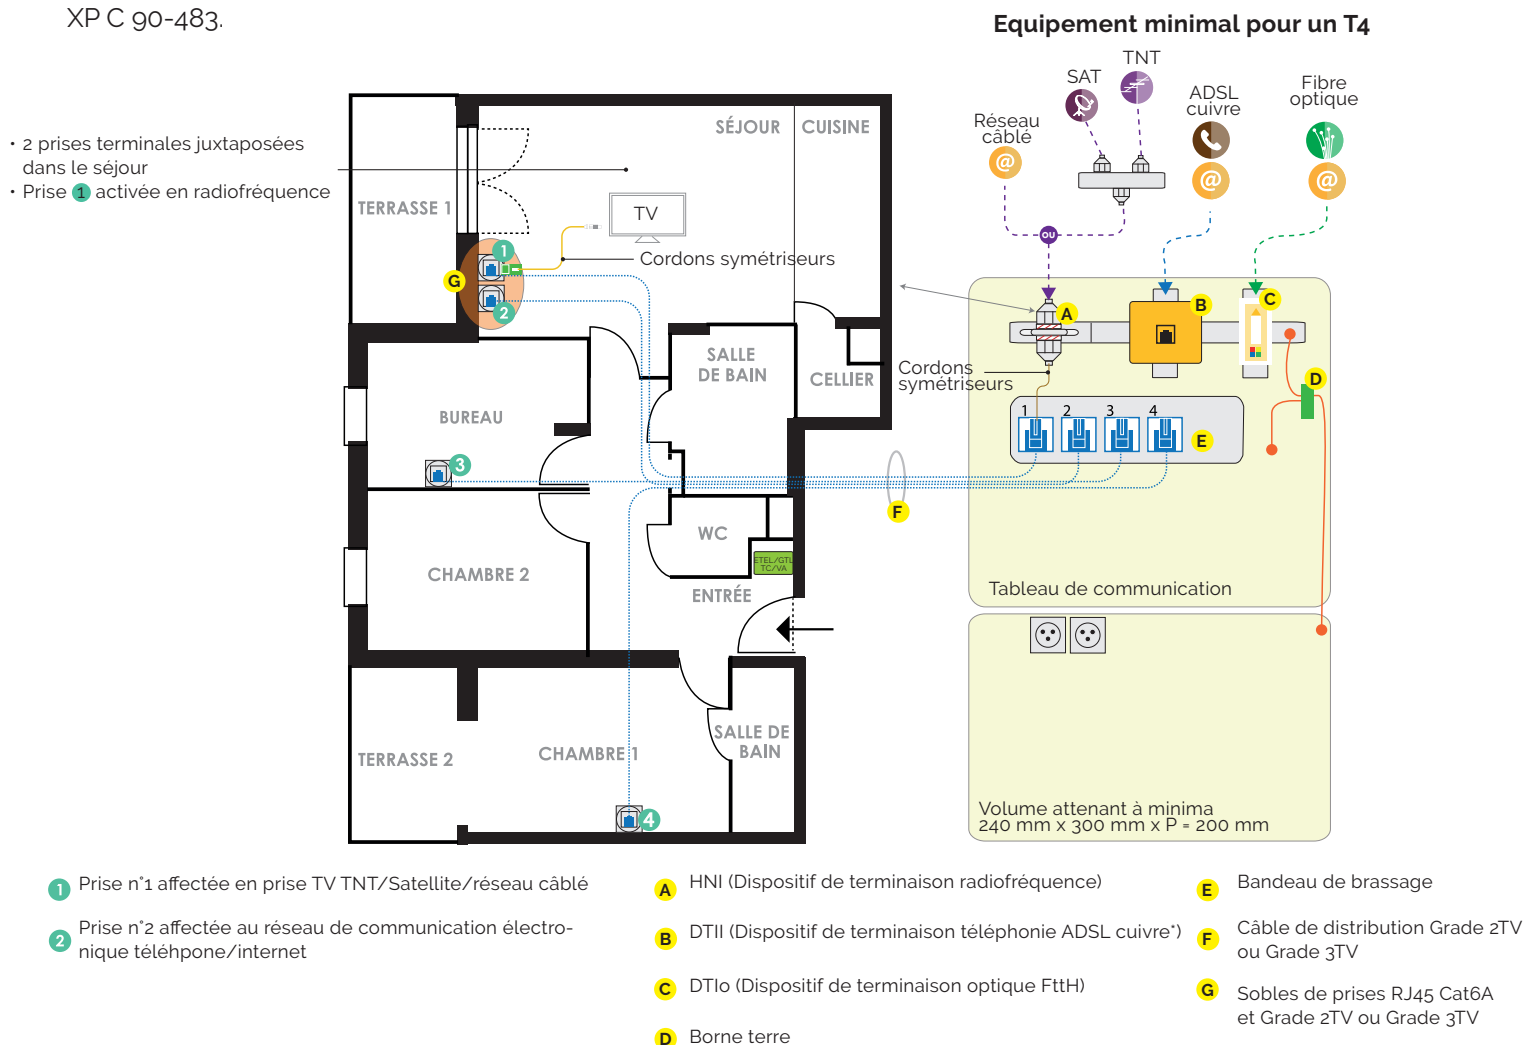 XP C 90-483.
Equipement minimal pour un T4
• 2 prises terminales juxtaposées
dans le séjour
• Prise 1 activée en radiofréquence
SÉJOUR
CUISINE
TERRASSE 1
TV
Cordons symétriseurs
1
G
2
SALLE
DE BAIN
CELLIER
BUREAU
3
WC
ETEL/GTL
TC/VA
CHAMBRE 2
ENTRÉE
TERRASSE 2
CHAMBRE 1
SALLE DE
BAIN
4
F
SAT
TNT
Réseau
câblé
@
ADSL
cuivre
@
Fibre
optique
@
OU
A
B
C
D
Cordons
symétriseurs
1
2
3
4
E
Tableau de communication
Volume attenant à minima
240 mm x 300 mm x P = 200 mm
1 Prise n°1 affectée en prise TV TNT/Satellite/réseau câblé
2 Prise n°2 affectée au réseau de communication électro-
nique téléhpone/internet
A HNI (Dispositif de terminaison radiofréquence)
B DTII (Dispositif de terminaison téléphonie ADSL cuivre*)
C DTIo (Dispositif de terminaison optique FttH)
D Borne terre
E Bandeau de brassage
F Câble de distribution Grade 2TV
ou Grade 3TV
G Sobles de prises RJ45 Cat6A
et Grade 2TV ou Grade 3TV